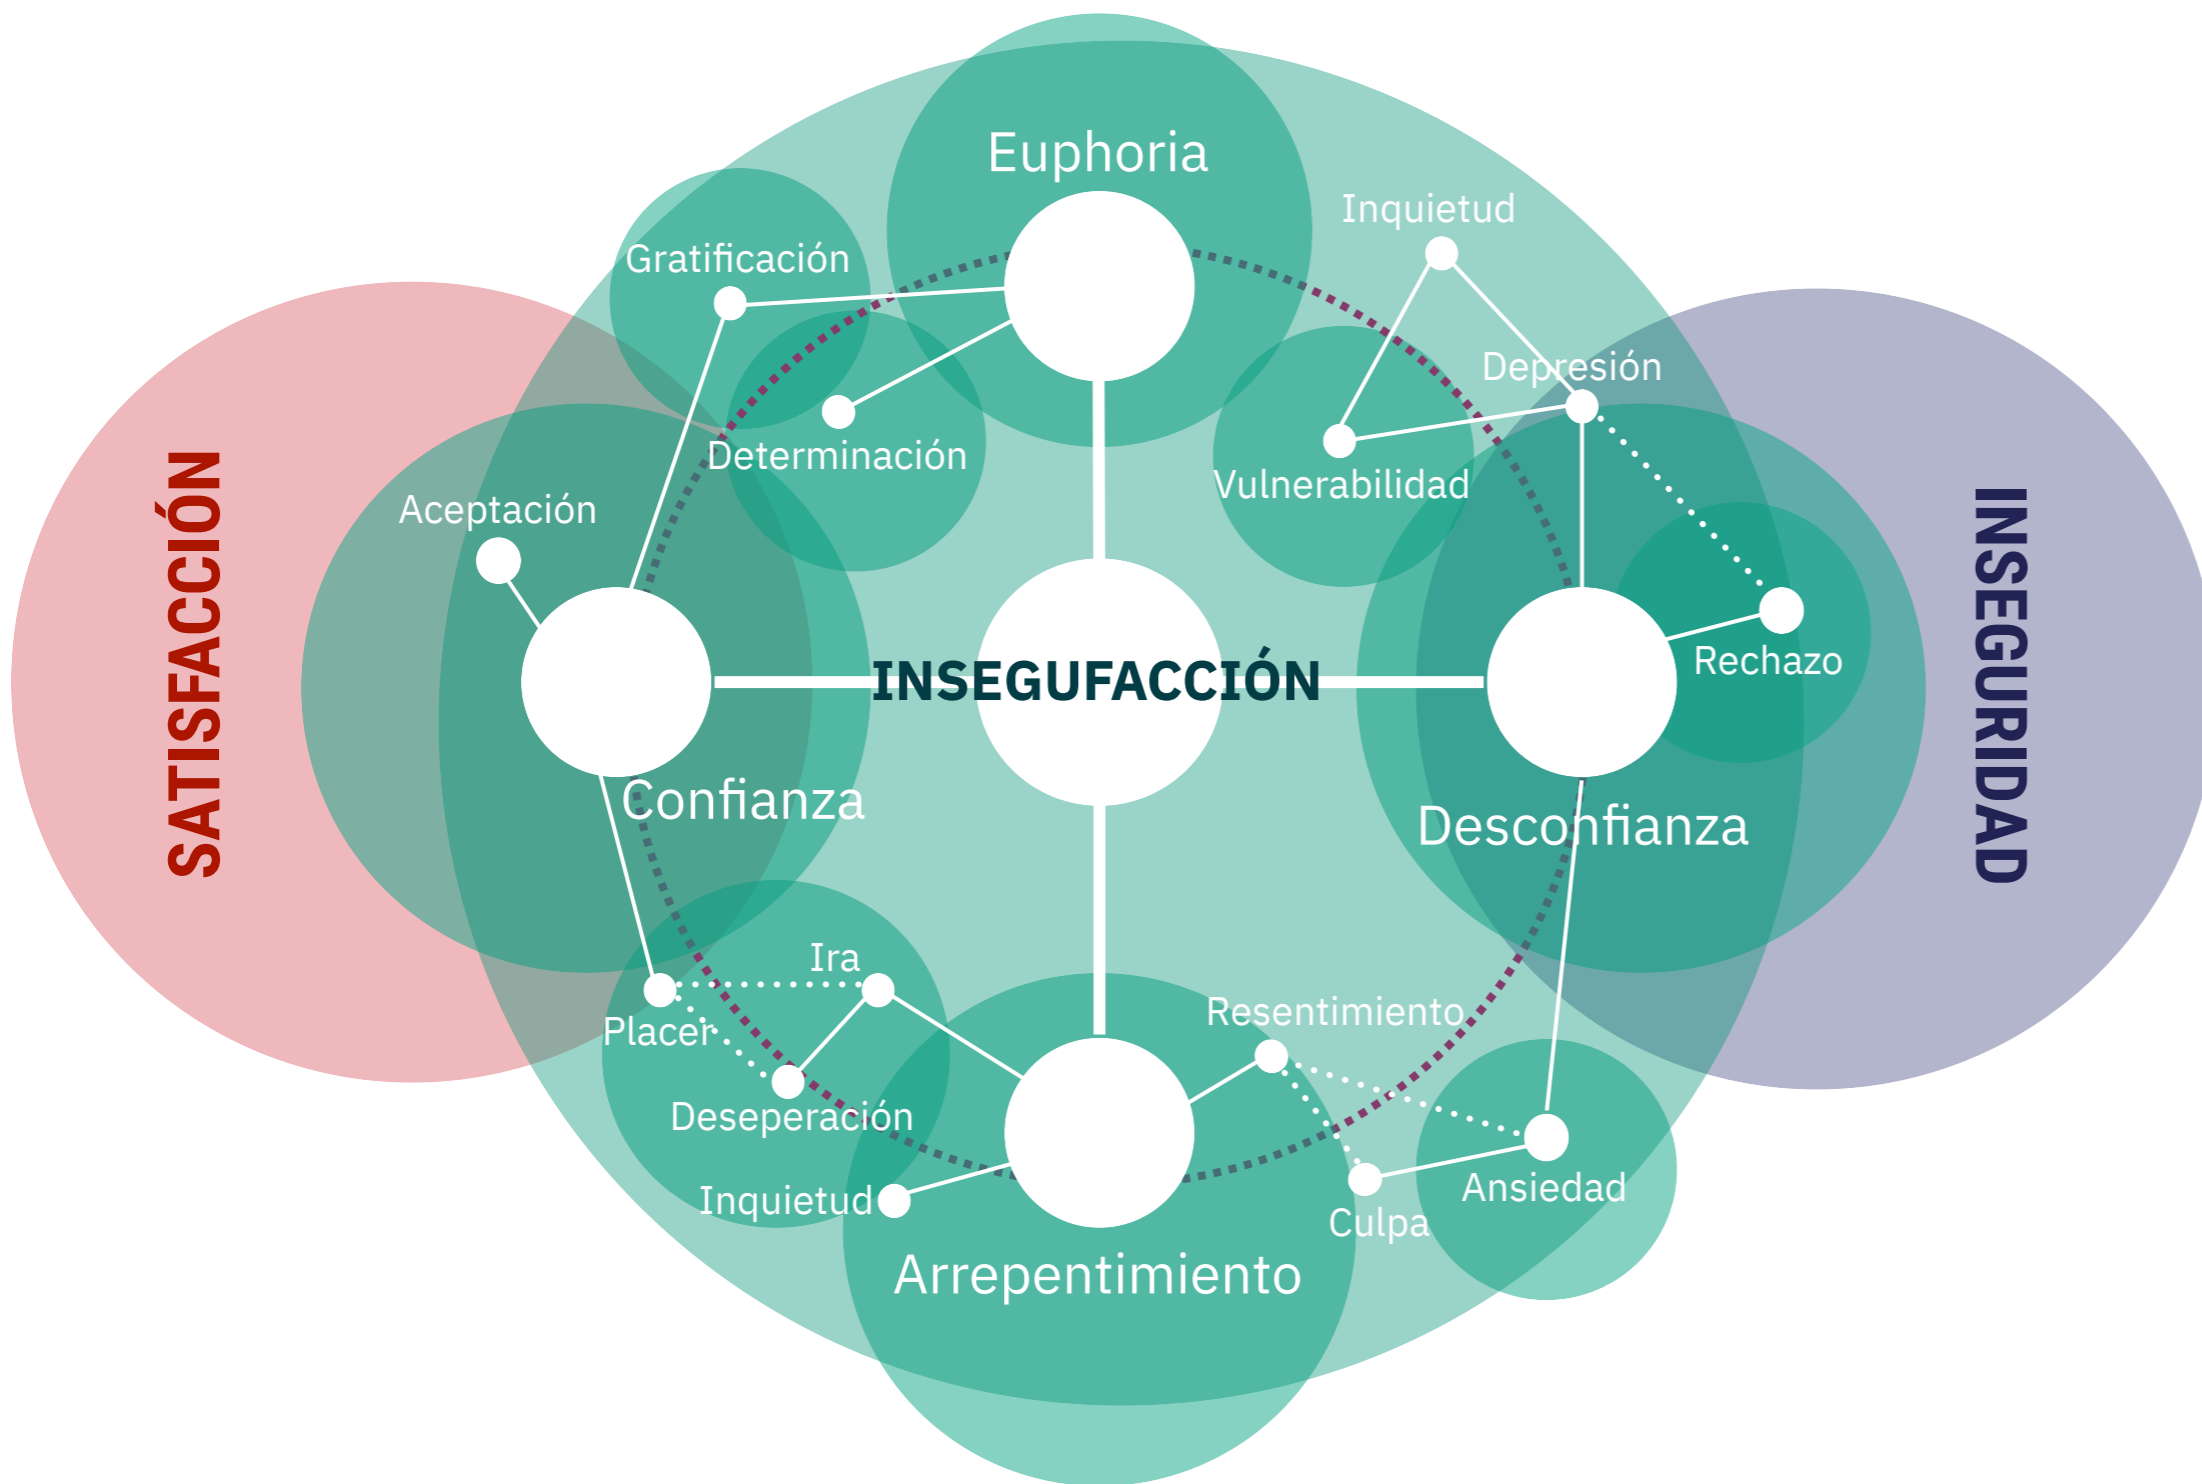 Euphoria
Inquietud
Gratificación
Depresión
Determinación
Vulnerabilidad
Aceptación
SATISFACCIÓN
INSEGUFACCIÓN
Rechazo
INSEGURIDAD
Confianza
Desconfianza
Ira
Placer
Resentimiento
Deseperación
Inquietud
Ansiedad
Culpa
Arrepentimiento